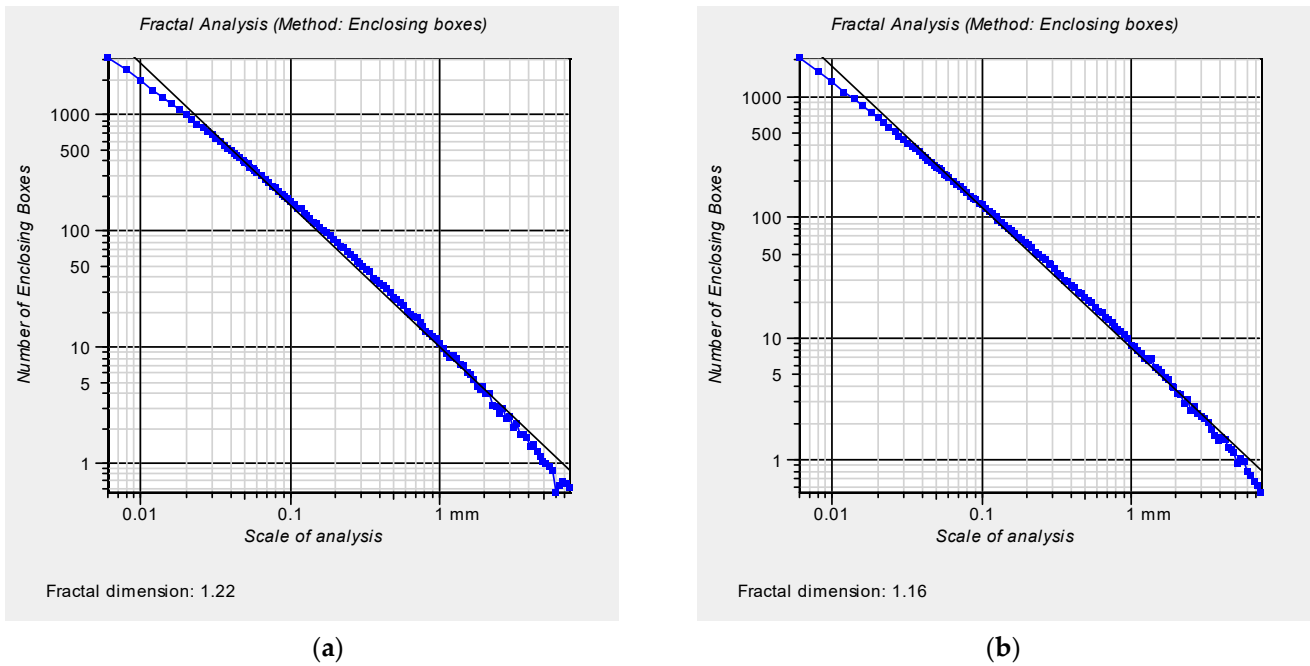 Fractal Analysis (Method: Enclosing boxes)
Number of Enclosing Boxes
1000
500
100
50
10
5
1
0.01 0.1 1 mm
Scale of analysis
Fractal dimension: 1.22
(a)
Fractal Analysis (Method: Enclosing boxes)
Number of Enclosing Boxes
1000
500
100
50
10
5
1
0.01 0.1 1 mm
Scale of analysis
Fractal dimension: 1.16
(b)